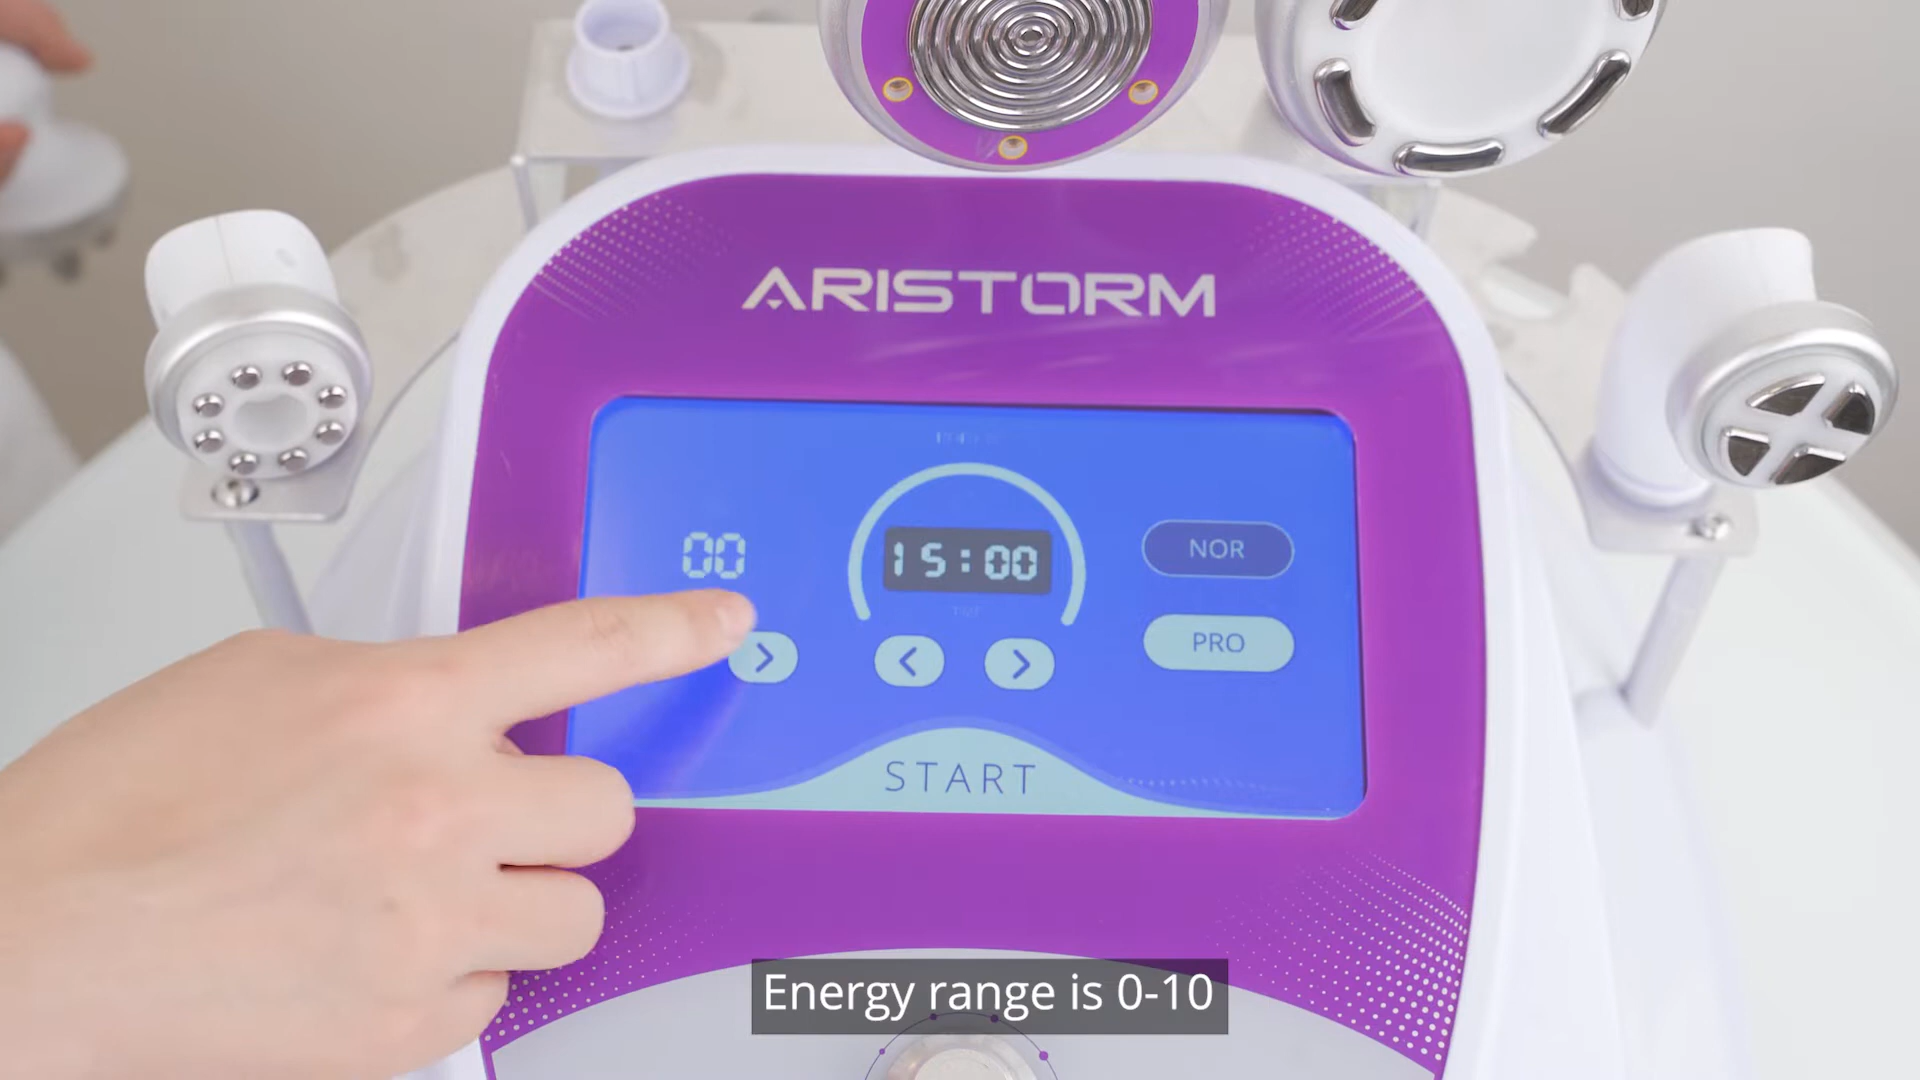 ARISTORM
00
15:00
NOR
PRO
START
Energy range is 0-10